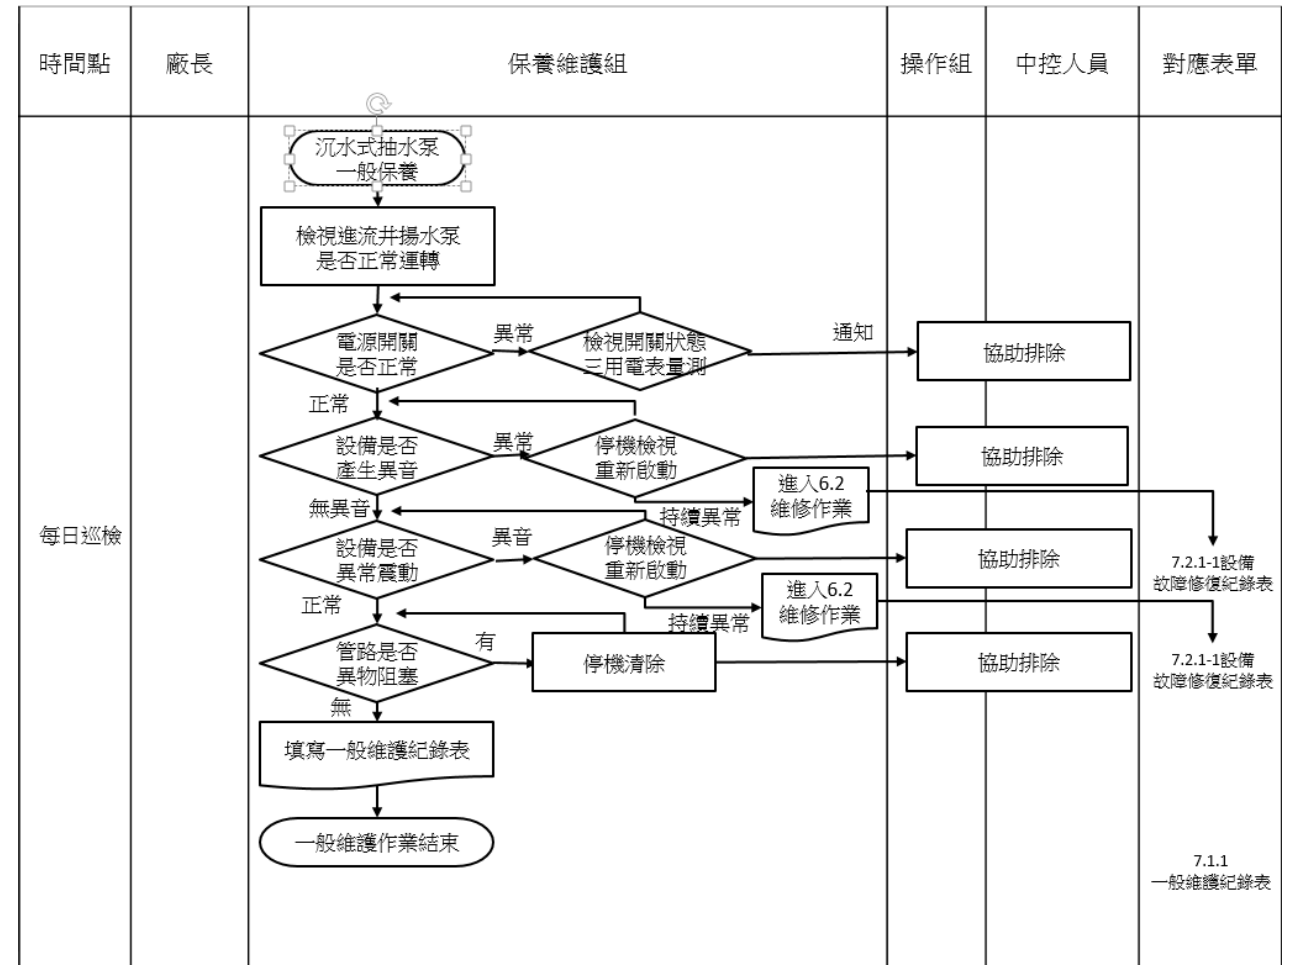 時間點
廠長
保養維護組
操作組
中控人員
對應表單
沉水式抽水泵
一般保養
檢視進流井揚水泵
是否正常運轉
電源開關
是否正常
異常
檢視開關狀態
三用電表量測
通知
協助排除
正常
設備是否
產生異音
異常
停機檢視
重新啟動
協助排除
進入6.2
維修作業
持續異常
無異音
每日巡檢
設備是否
異常震動
異音
停機檢視
重新啟動
協助排除
7.2.1-1設備
故障修復紀錄表
進入6.2
維修作業
持續異常
正常
管路是否
異物阻塞
有
停機清除
協助排除
7.2.1-1設備
故障修復紀錄表
無
填寫一般維護紀錄表
一般維護作業結束
7.1.1
一般維護紀錄表